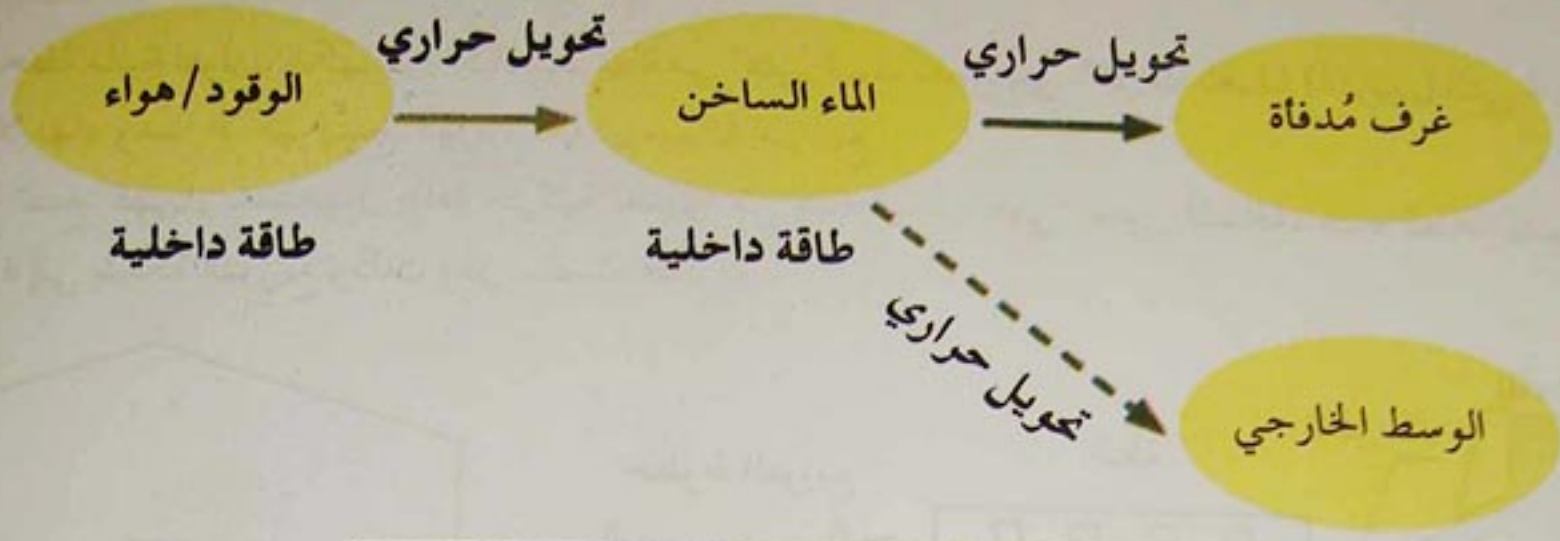 الوقود/هواء
تحويل حراري
الماء الساخن
تحويل حراري
غرف مُدفأة
طاقة داخلية
طاقة داخلية
تحويل حراري
الوسط الخارجي